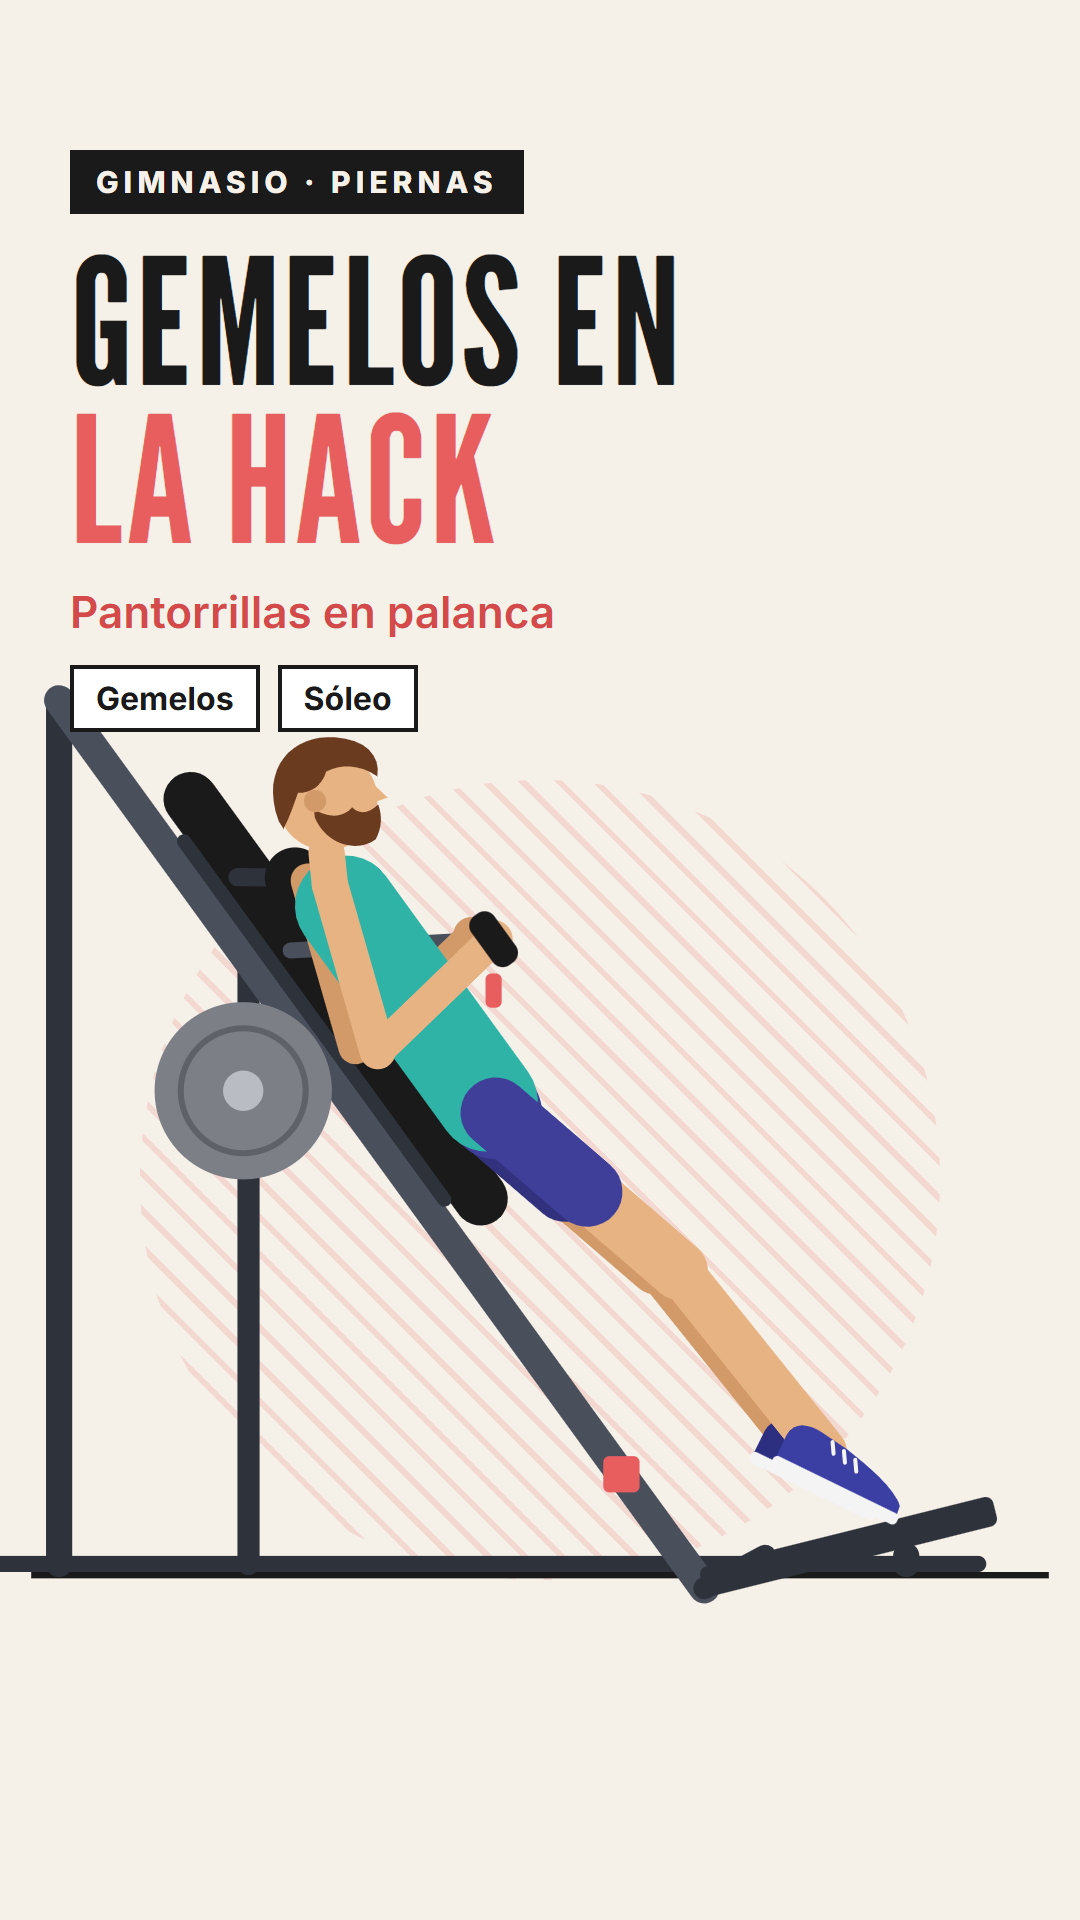 GIMNASIO · PIERNAS
GEMELOS EN
LA HACK
Pantorrillas en palanca
Gemelos
Sóleo